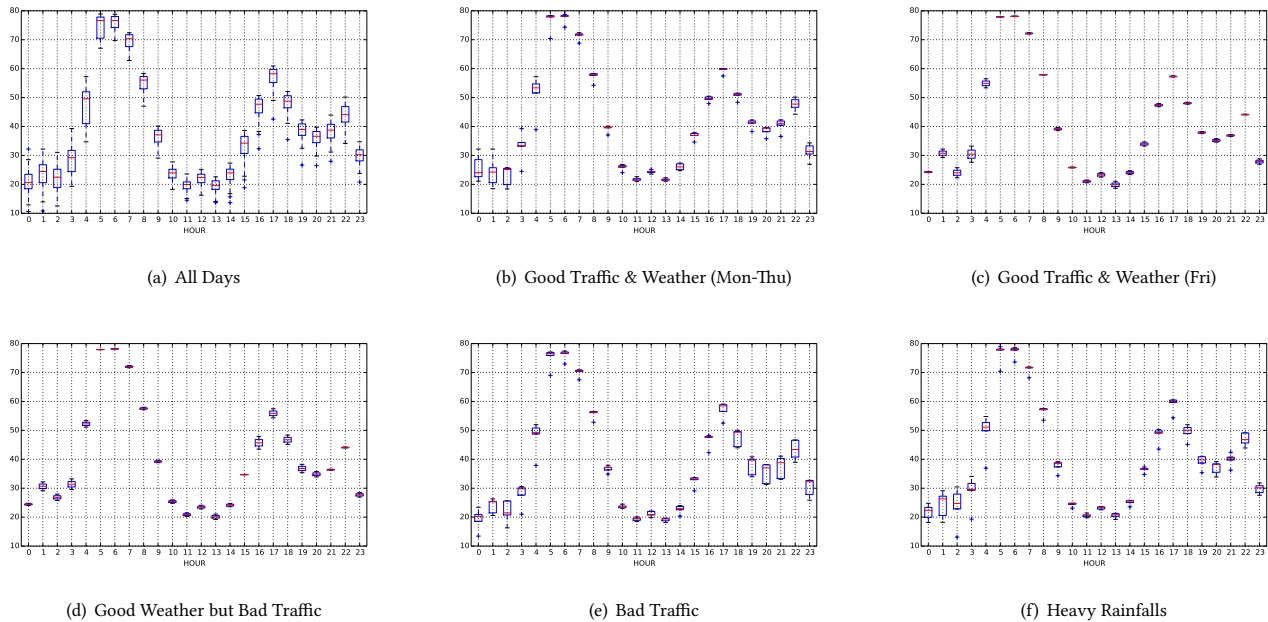 80
70
60
50
40
30
20
10
0 1 2 3 4 5 6 7 8 9 10 11 12 13 14 15 16 17 18 19 20 21 22 23
HOUR
(a) All Days
80
70
60
50
40
30
20
10
0 1 2 3 4 5 6 7 8 9 10 11 12 13 14 15 16 17 18 19 20 21 22 23
HOUR
(b) Good Traffic & Weather (Mon-Thu)
80
70
60
50
40
30
20
10
0 1 2 3 4 5 6 7 8 9 10 11 12 13 14 15 16 17 18 19 20 21 22 23
HOUR
(c) Good Traffic & Weather (Fri)
80
70
60
50
40
30
20
10
0 1 2 3 4 5 6 7 8 9 10 11 12 13 14 15 16 17 18 19 20 21 22 23
HOUR
(d) Good Weather but Bad Traffic
80
70
60
50
40
30
20
10
0 1 2 3 4 5 6 7 8 9 10 11 12 13 14 15 16 17 18 19 20 21 22 23
HOUR
(e) Bad Traffic
80
70
60
50
40
30
20
10
0 1 2 3 4 5 6 7 8 9 10 11 12 13 14 15 16 17 18 19 20 21 22 23
HOUR
(f) Heavy Rainfalls